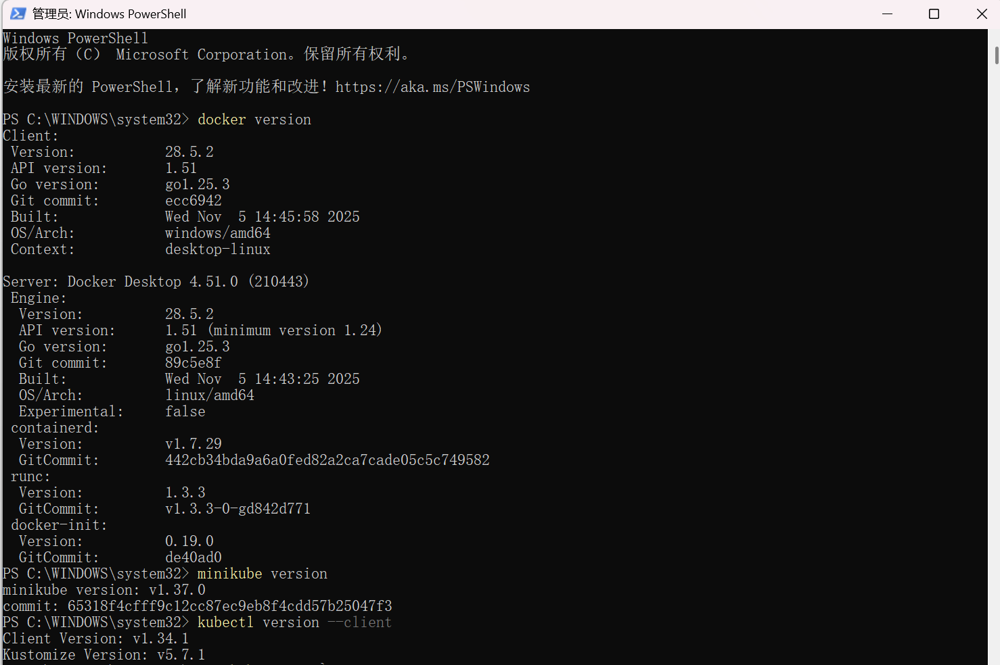 管理员: Windows PowerShell
Windows PowerShell
版权所有（C） Microsoft Corporation。保留所有权利。
安装最新的 PowerShell，了解新功能和改进！https://aka.ms/PSWindows
PS C:\WINDOWS\system32> docker version
Client:
 Version:           28.5.2
 API version:       1.51
 Go version:        go1.25.3
 Git commit:        ecc6942
 Built:             Wed Nov  5 14:45:58 2025
 OS/Arch:           windows/amd64
 Context:           desktop-linux
Server: Docker Desktop 4.51.0 (210443)
 Engine:
  Version:          28.5.2
  API version:      1.51 (minimum version 1.24)
  Go version:       go1.25.3
  Git commit:       89c5e8f
  Built:            Wed Nov  5 14:43:25 2025
  OS/Arch:          linux/amd64
  Experimental:     false
 containerd:
  Version:          v1.7.29
  GitCommit:        442cb34bda9a6a0fed82a2ca7cade05c5c749582
 runc:
  Version:          1.3.3
  GitCommit:        v1.3.3-0-gd842d771
 docker-init:
  Version:          0.19.0
  GitCommit:        de40ad0
PS C:\WINDOWS\system32> minikube version
minikube version: v1.37.0
commit: 65318f4cfff9c12cc87ec9eb8f4cdd57b25047f3
PS C:\WINDOWS\system32> kubectl version --client
Client Version: v1.34.1
Kustomize Version: v5.7.1